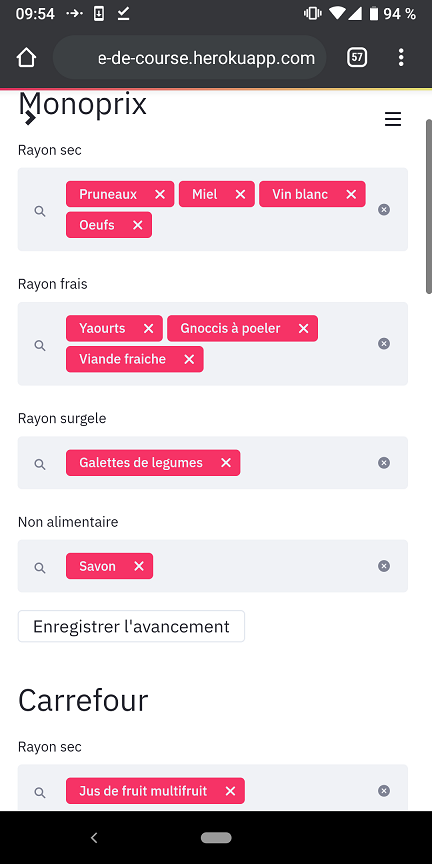 09:54 94 %
e-de-course.herokuapp.com 57
Monoprix
Rayon sec
Pruneaux Miel Vin blanc
Oeufs
Rayon frais
Yaourts Gnoccis à poeler
Viande fraiche
Rayon surgele
Galettes de legumes
Non alimentaire
Savon
Enregistrer l'avancement
Carrefour
Rayon sec
Jus de fruit multifruit